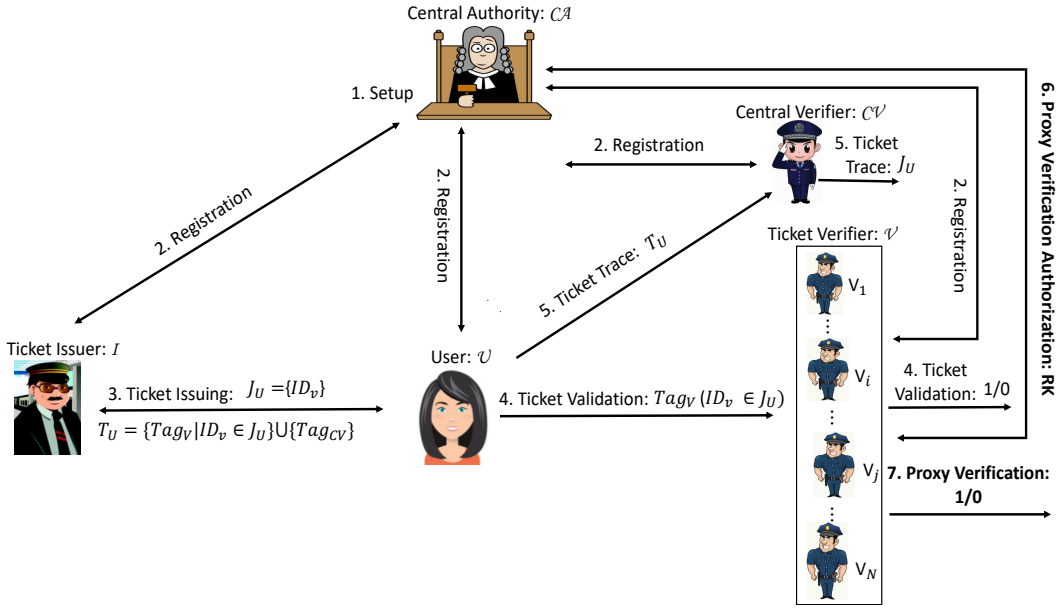 Central Authority: 𝒞𝒜
1. Setup
Central Verifier: 𝒞𝒱
2. Registration
5. Ticket
Trace: J_U
2. Registration
2. Registration
2. Registration
6. Proxy Verification Authorization: RK
Ticket Verifier: 𝒱
5. Ticket Trace: T_U
V_1
Ticket Issuer: I
User: 𝒰
V_i
3. Ticket Issuing: J_U ={ID_v}
4. Ticket Validation: Tag_V (ID_v ∈ J_U)
4. Ticket
Validation: 1/0
T_U = {Tag_V|ID_v ∈ J_U}⋃{Tag_CV}
V_j
7. Proxy Verification:
1/0
V_N